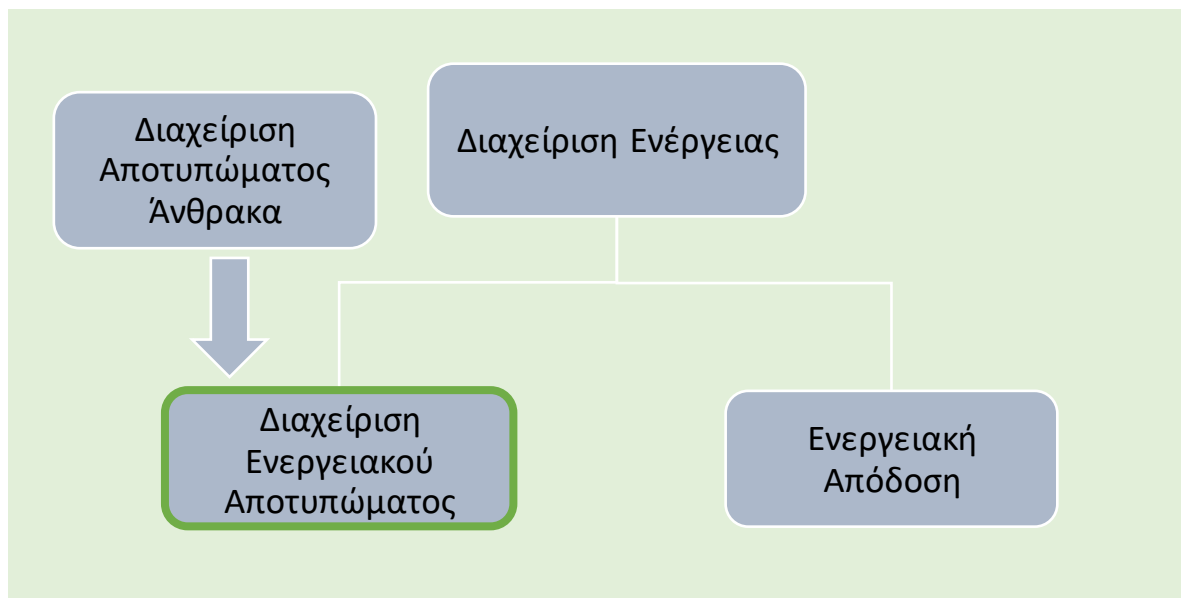 Διαχείριση
Αποτυπώματος
Άνθρακα
Διαχείριση Ενέργειας
Διαχείριση
Ενεργειακού
Αποτυπώματος
Ενεργειακή
Απόδοση